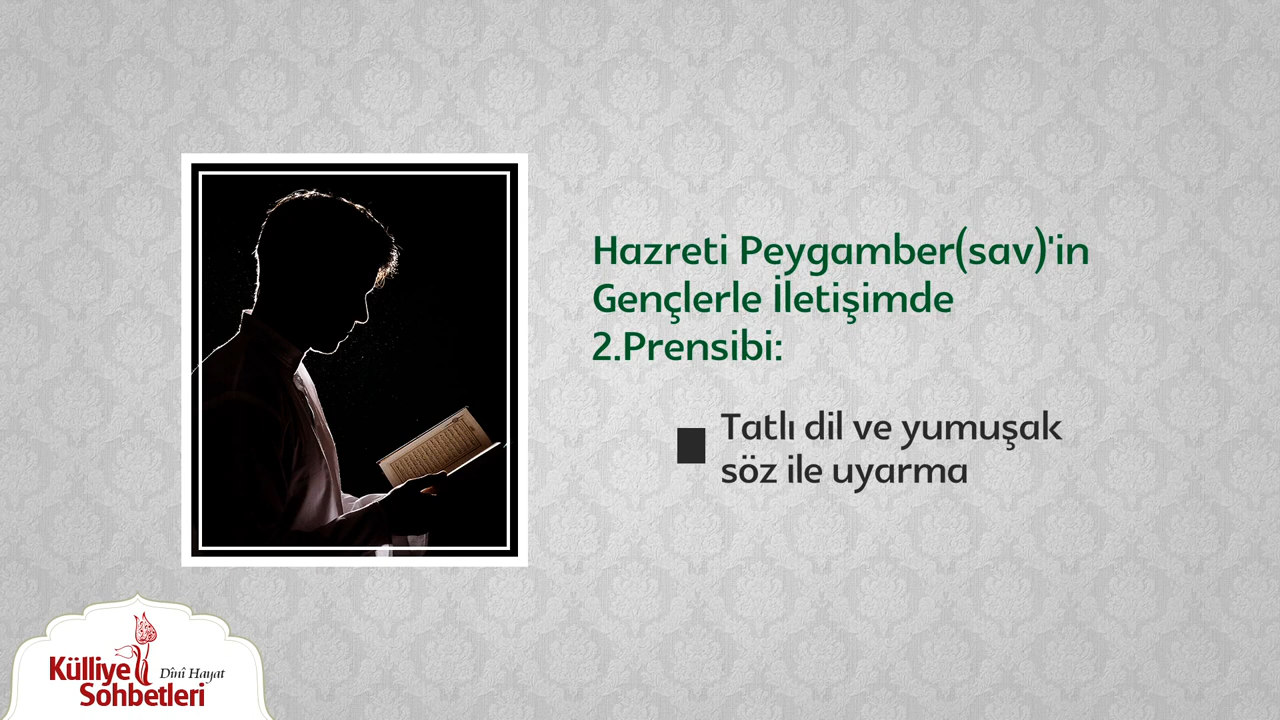 Hazreti Peygamber(sav)'in
Gençlerle İletişimde
2.Prensibi:
Tatlı dil ve yumuşak
söz ile uyarma
Külliye Dînî Hayat
Sohbetleri